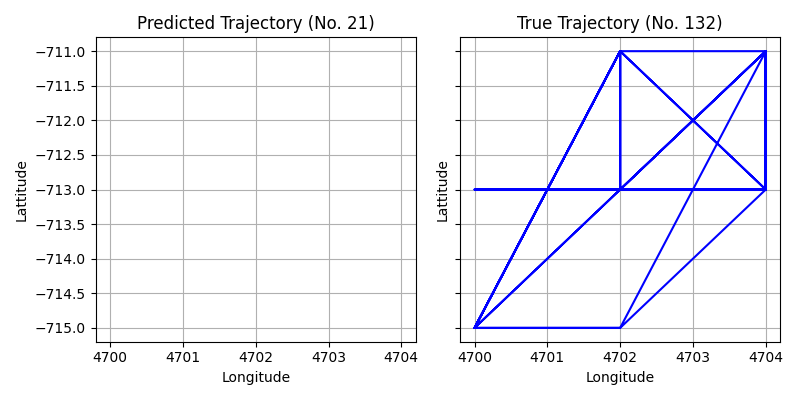 Predicted Trajectory (No. 21)
True Trajectory (No. 132)
−711.0
−711.5
−712.0
−712.5
−713.0
−713.5
−714.0
−714.5
−715.0
Lattitude
Lattitude
4700 4701 4702 4703 4704
4700 4701 4702 4703 4704
Longitude
Longitude